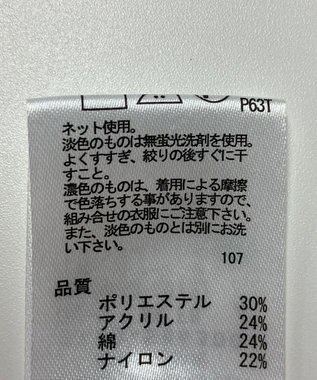 P63T
ネット使用。
淡色のものは無蛍光洗剤を使用。
よくすすぎ、絞りの後すぐに干
すこと。
濃色のものは、着用による摩擦
で色落ちする事がありますので、
組み合せの衣服にご注意下さい。
また、淡色のものとは別にお洗
い下さい。
107
品質
ポリエステル 30%
アクリル 24%
綿 24%
ナイロン 22%